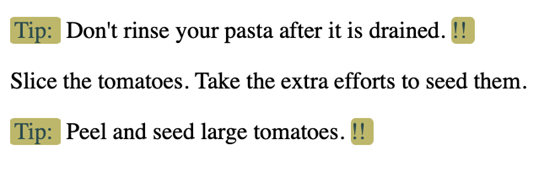 Tip: Don't rinse your pasta after it is drained. !!
Slice the tomatoes. Take the extra efforts to seed them.
Tip: Peel and seed large tomatoes. !!